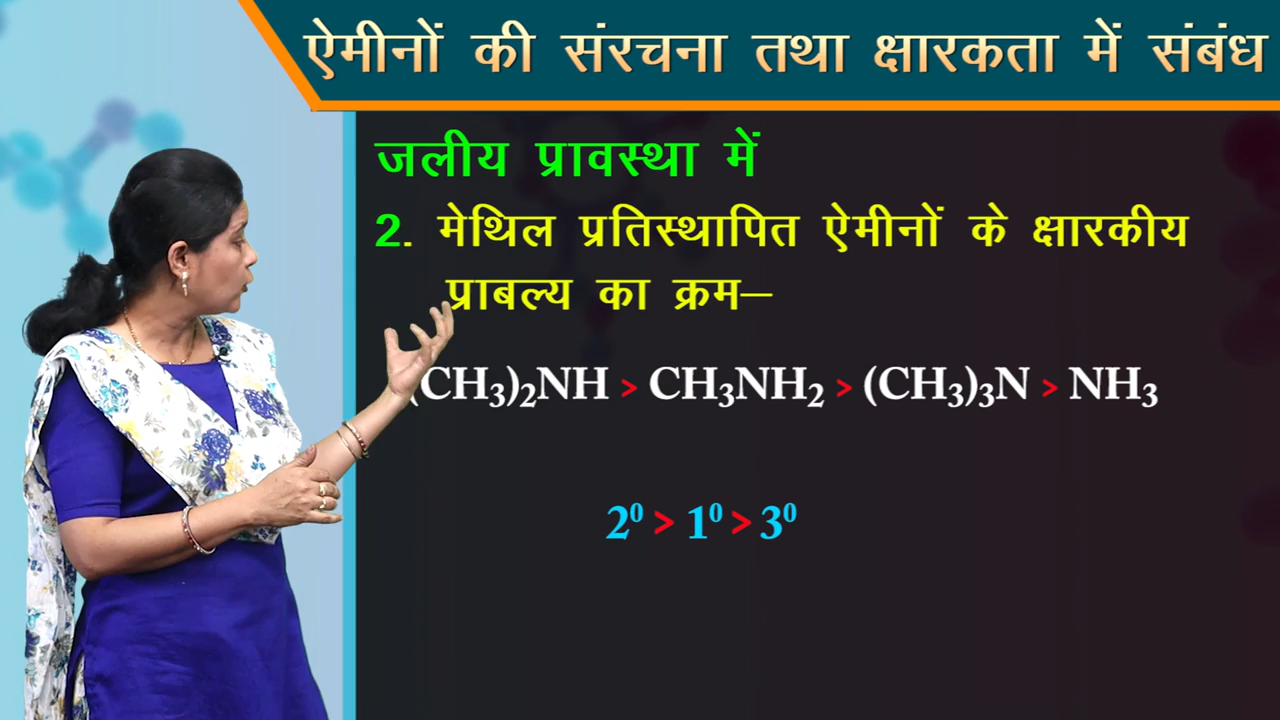 ऐमीनों की संरचना तथा क्षारकता में संबंध
जलीय प्रावस्था में
2. मेथिल प्रतिस्थापित ऐमीनों के क्षारकीय
प्राबल्य का क्रम–
(CH₃)₂NH > CH₃NH₂ > (CH₃)₃N > NH₃
2⁰ > 1⁰ > 3⁰